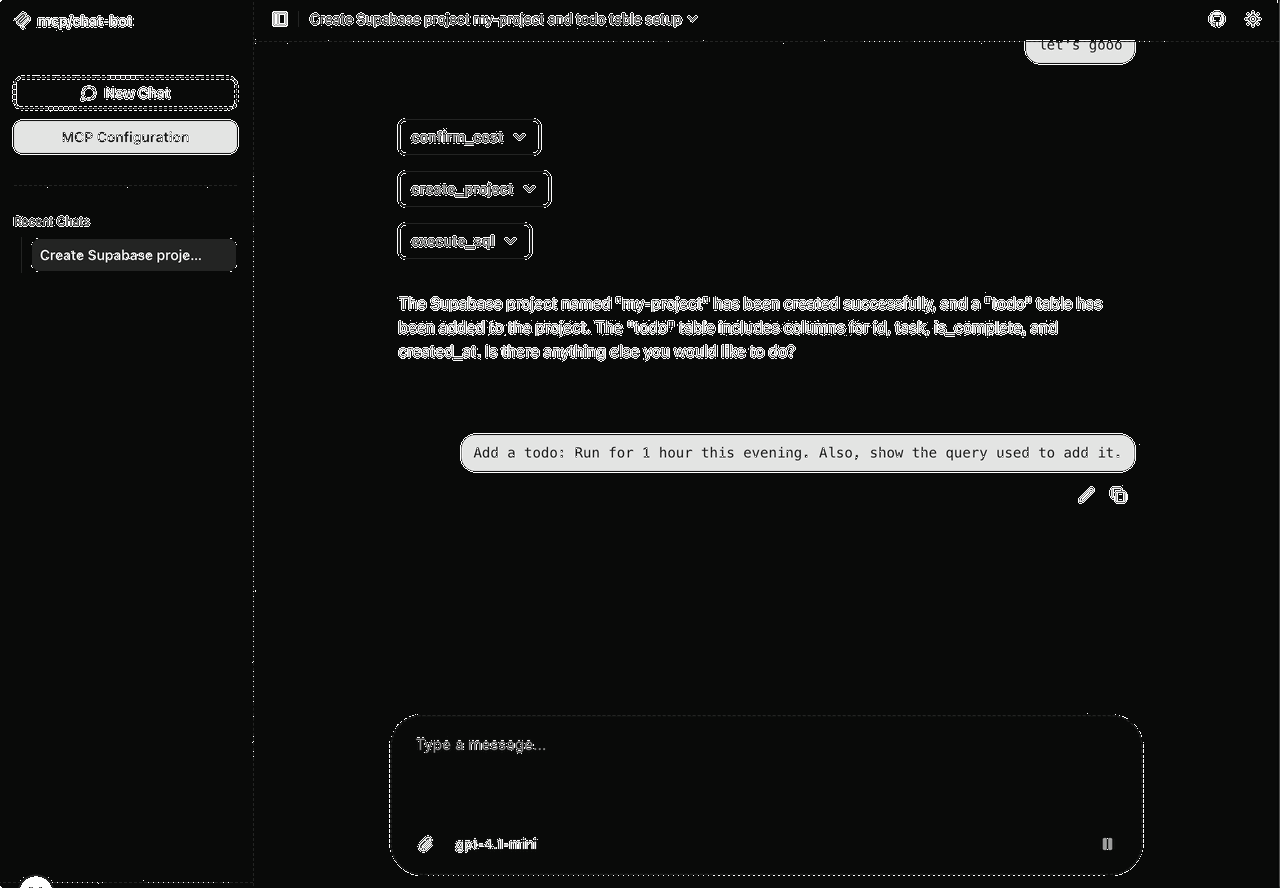 mcp/chat-bot
Create Supabase project my-project and todo table setup
let's gooo
New Chat
MCP Configuration
Recent Chats
Create Supabase proje...
confirm_cost
create_project
execute_sql
The Supabase project named "my-project" has been created successfully, and a "todo" table has
been added to the project. The "todo" table includes columns for id, task, is_complete, and
created_at. Is there anything else you would like to do?
Add a todo: Run for 1 hour this evening. Also, show the query used to add it.
Type a message...
gpt-4.1-mini